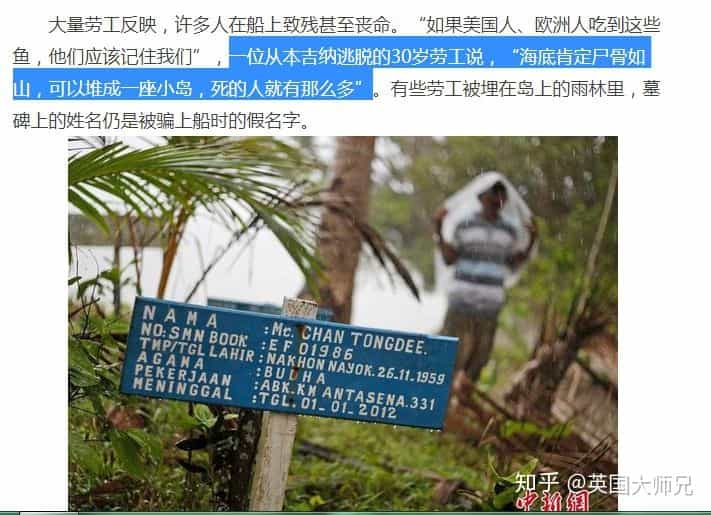 大量劳工反映，许多人在船上致残甚至丧命。“如果美国人、欧洲人吃到这些
鱼，他们应该记住我们”，一位从本吉纳逃脱的30岁劳工说，“海底肯定尸骨如
山，可以堆成一座小岛，死的人就有那么多”。有些劳工被埋在岛上的雨林里，墓
碑上的姓名仍是被骗上船时的假名字。
NAMA :Mr. CHAN TONGDEE.
NO:SMN BOOK :E F 01986
TMP/TGL LAHIR :NAKHON NAYOK. 26.11.1959
AGAMA :BUDHA
PEKERJAAN :ABK.KM ANTASENA.331
MENINGGAL :TGL. 01-01-2012
知乎 @英国大师兄
中新網